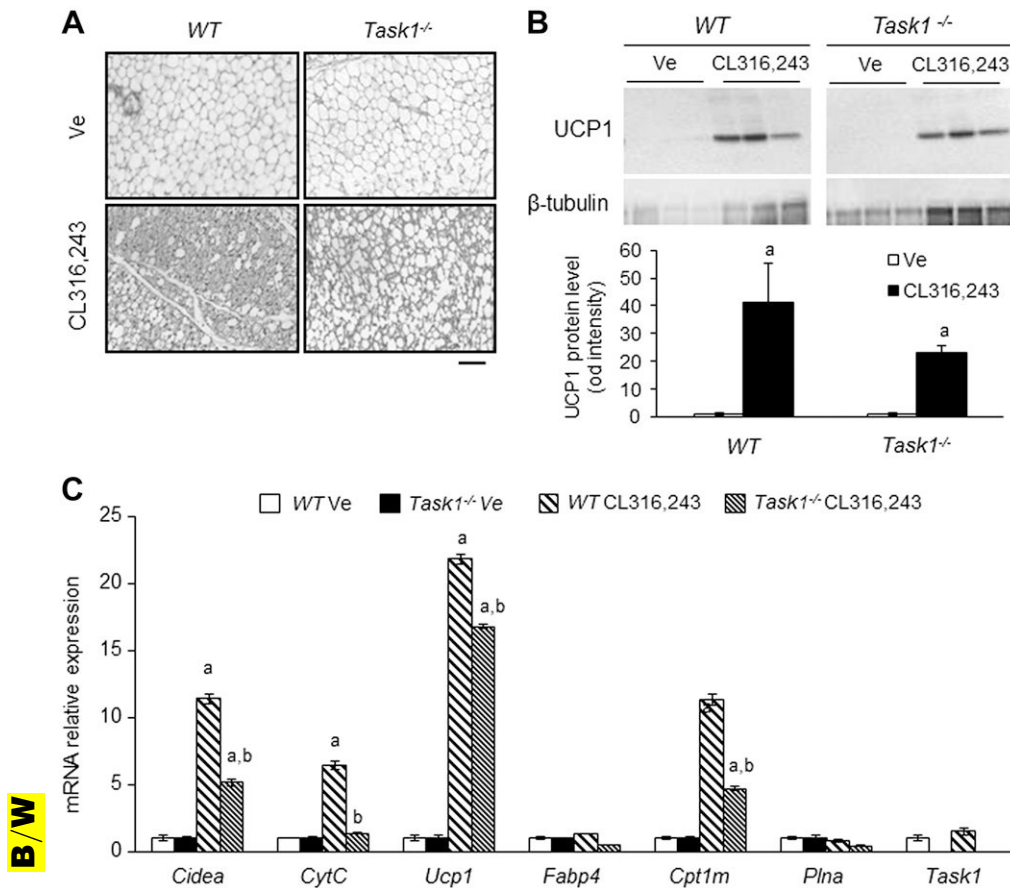 A
WT Task1-/-
Ve
CL316,243
B
WT Task1 -/-
Ve CL316,243 Ve CL316,243
UCP1
β-tubulin
UCP1 protein level
(od intensity)
60
50
40
30
20
10
0
a
a
Ve
CL316,243
WT Task1-/-
C
WT Ve Task1-/- Ve WT CL316,243 Task1-/- CL316,243
mRNA relative expression
25
20
15
10
5
0
a
a,b
a
b
a
a,b
a,b
Cidea CytC Ucp1 Fabp4 Cpt1m Plna Task1
B/W